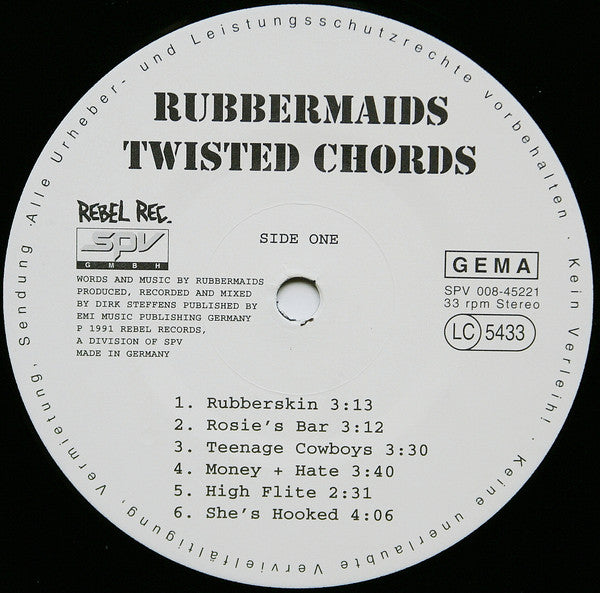 Alle Urheber- und Leistungsschutzrechte vorbehalten · Kein Verleih! · Keine unerlaubte Vervielfältigung, Vermietung, Sendung ·
RUBBERMAIDS
TWISTED CHORDS
REBEL REC.
SPV
GMBH
SIDE ONE
WORDS AND MUSIC BY RUBBERMAIDS
PRODUCED, RECORDED AND MIXED
BY DIRK STEFFENS PUBLISHED BY
EMI MUSIC PUBLISHING GERMANY
P 1991 REBEL RECORDS,
A DIVISION OF SPV
MADE IN GERMANY
GEMA
SPV 008-45221
33 rpm Stereo
LC 5433
1. Rubberskin 3:13
2. Rosie's Bar 3:12
3. Teenage Cowboys 3:30
4. Money + Hate 3:40
5. High Flite 2:31
6. She's Hooked 4:06